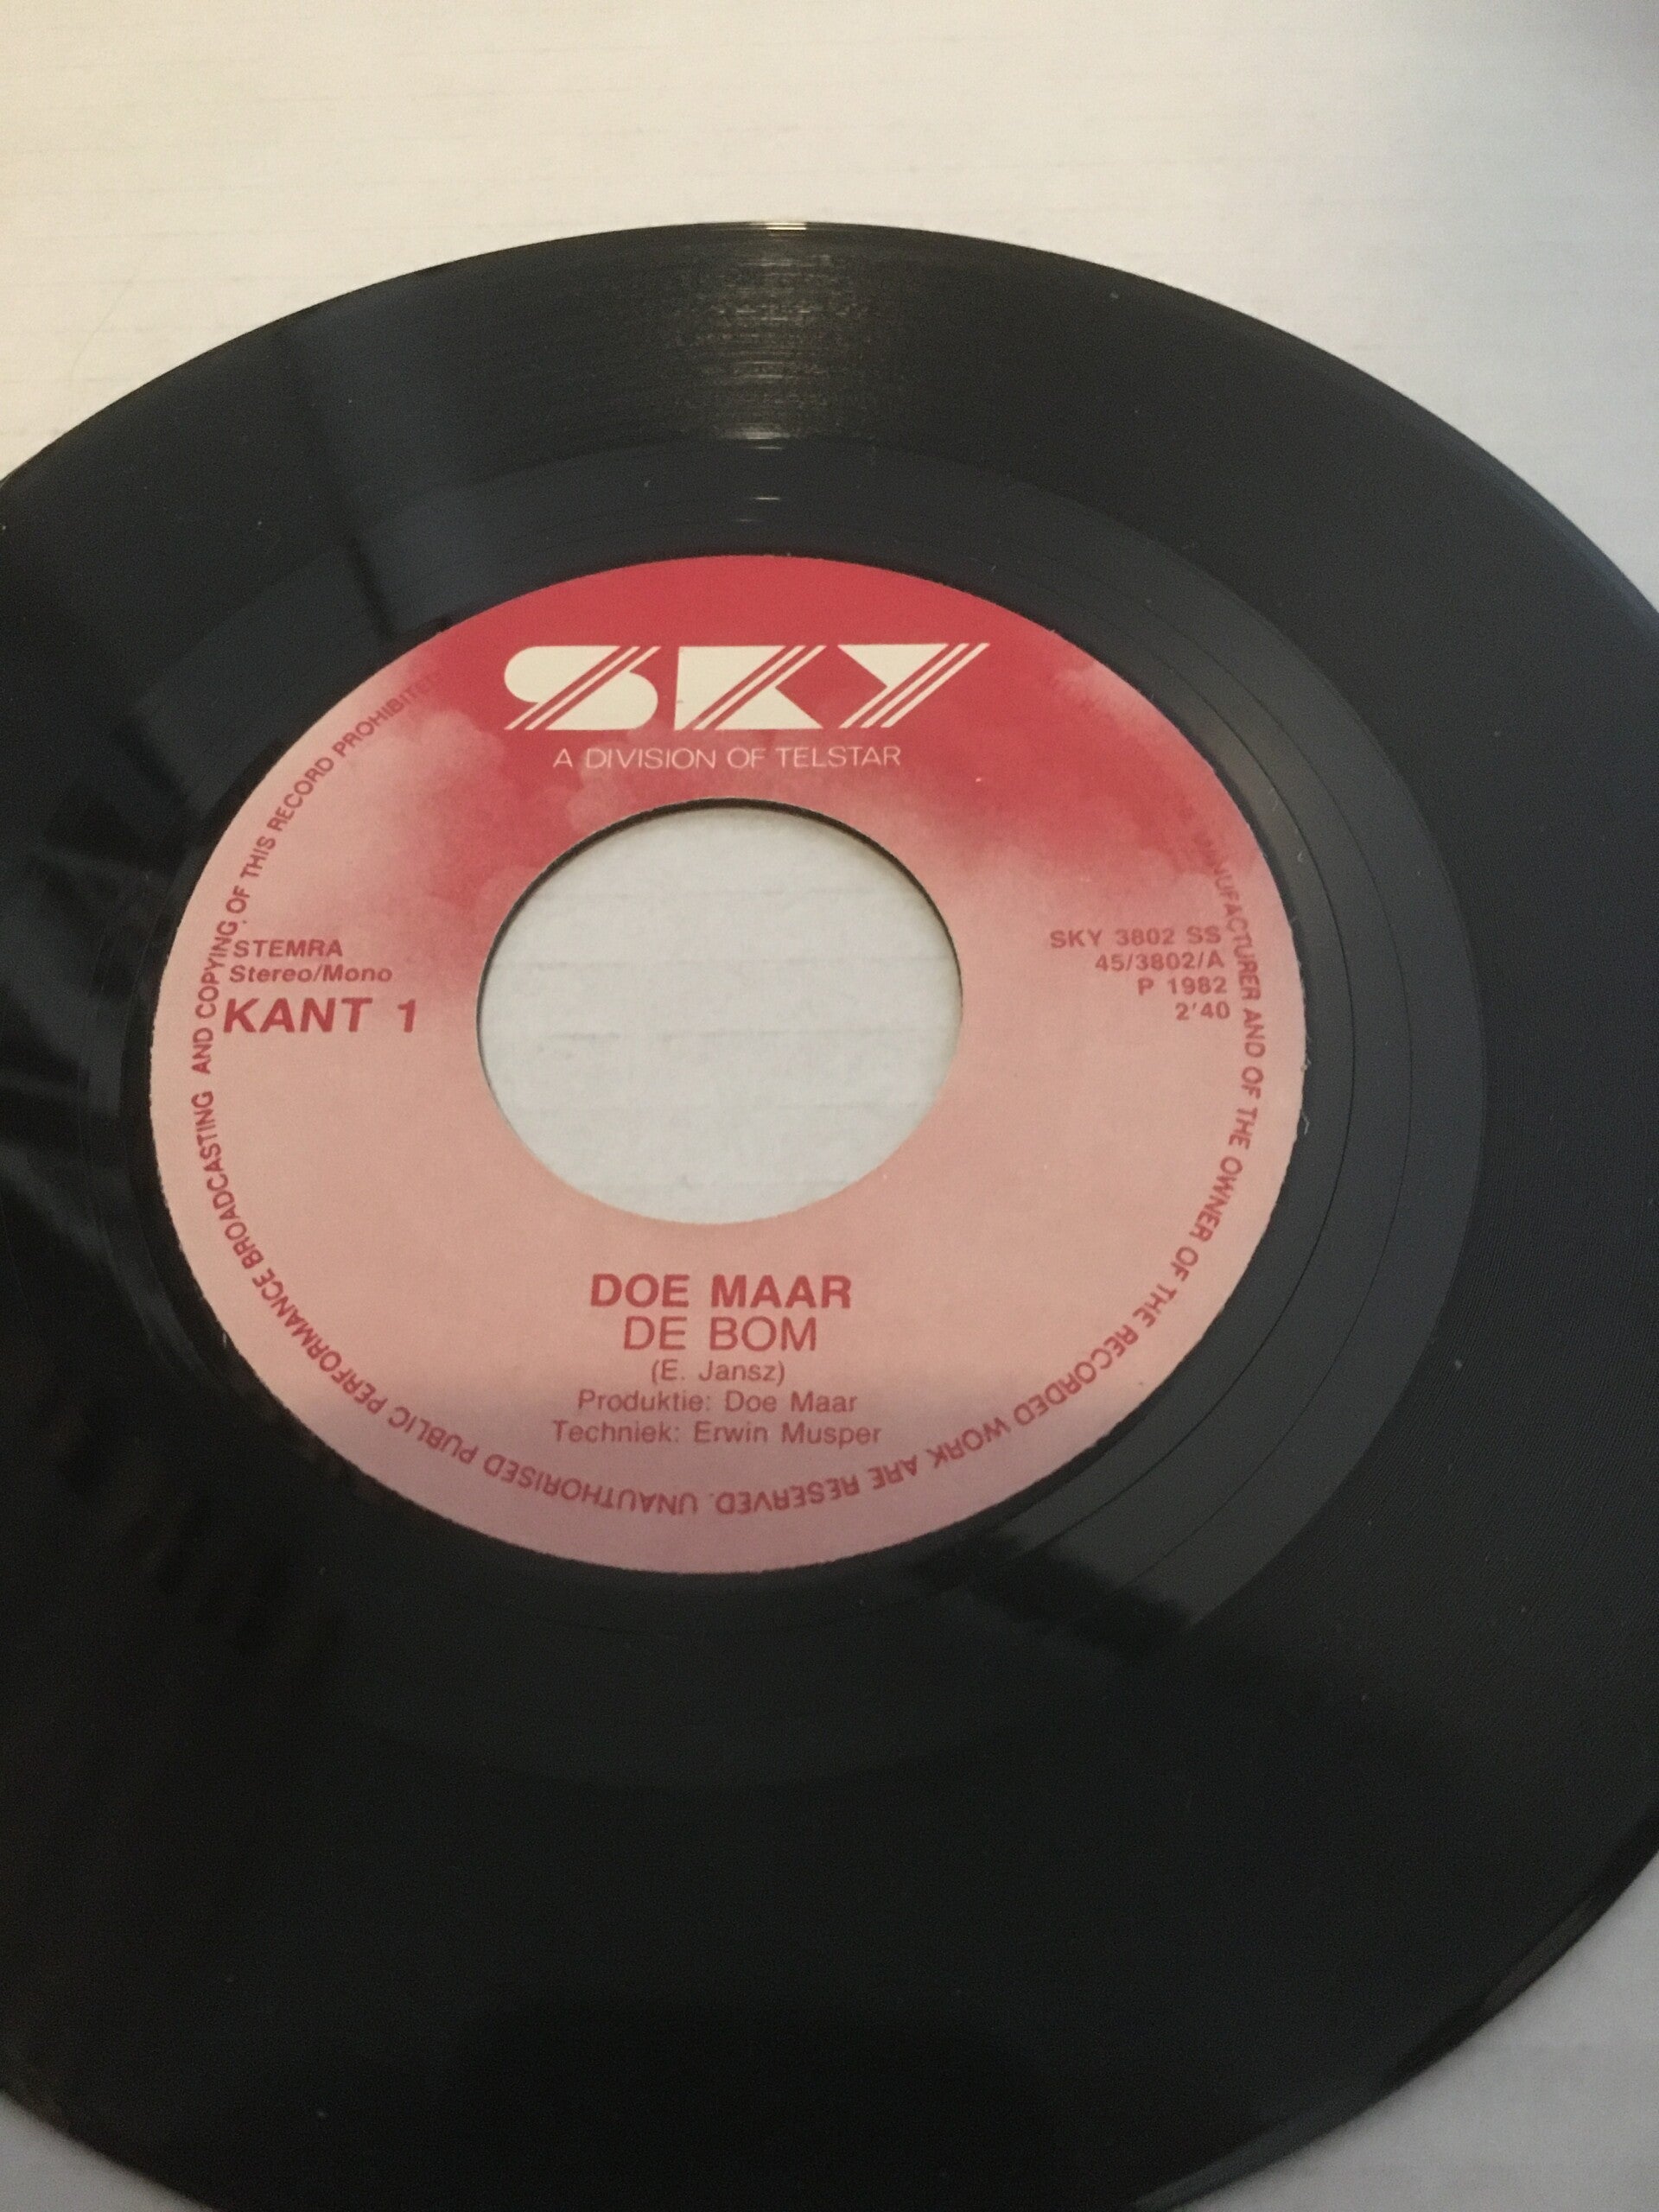 SKY
A DIVISION OF TELSTAR
STEMRA
Stereo/Mono
KANT 1
SKY 3802 SS
45/3802/A
P 1982
2'40
DOE MAAR
DE BOM
(E. Jansz)
Produktie: Doe Maar
Techniek: Erwin Musper
MANUFACTURER AND OF THE OWNER OF THE RECORDED WORK ARE RESERVED. UNAUTHORISED PUBLIC PERFORMANCE BROADCASTING AND COPYING OF THIS RECORD PROHIBITED